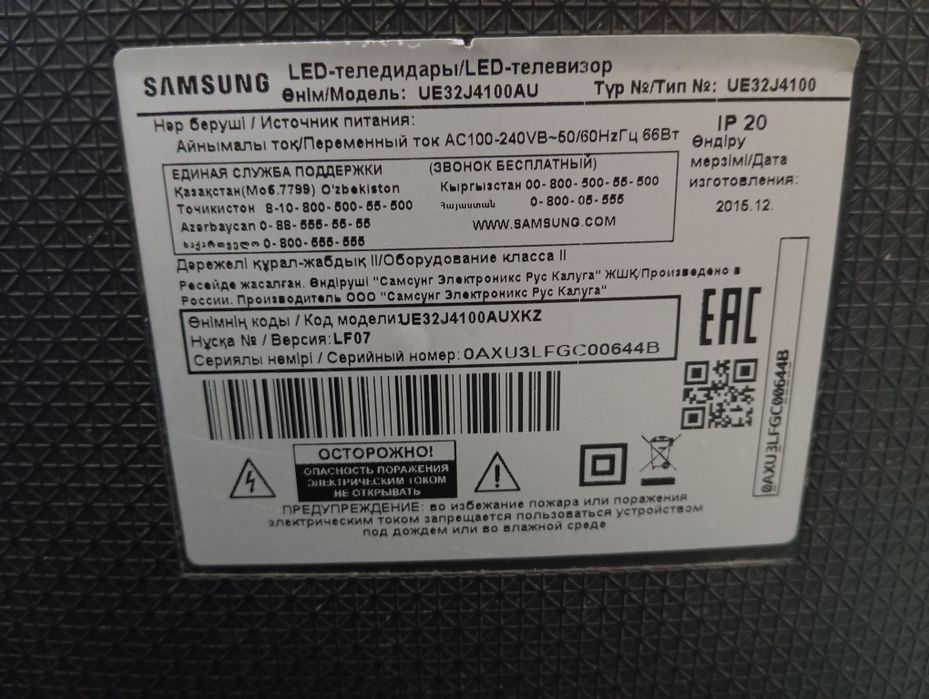 SAMSUNG
LED-теледидары/LED-телевизор
Өнім/Модель: UE32J4100AU Түр №/Тип №: UE32J4100
Нәр беруші / Источник питания:
Айнымалы тоқ/Переменный ток AC100-240VB~50/60HzГц 66Вт
IP 20
Өндіру
мерзімі/Дата
изготовления:
2015.12.
ЕДИНАЯ СЛУЖБА ПОДДЕРЖКИ (ЗВОНОК БЕСПЛАТНЫЙ)
Қазақстан(Моб.7799) O'zbekiston Кыргызстан 00-800-500-55-500
Тоҷикистон 8-10-800-500-55-500 Հայաստան 0-800-05-555
Azərbaycan 0-88-555-55-55 WWW.SAMSUNG.COM
საქართველო 0-800-555-555
Дәрежелі құрал-жабдық II/Оборудование класса II
Ресейде жасалған. Өндіруші "Самсунг Электроникс Рус Калуга" ЖШҚ/Произведено в
России. Производитель ООО "Самсунг Электроникс Рус Калуга"
Өнімнің коды / Код модели:UE32J4100AUXKZ
Нұсқа № / Версия:LF07
Сериялы нөмірі / Серийный номер: 0AXU3LFGC00644B
EAC
0AXU3LFGC00644B
ОСТОРОЖНО!
ОПАСНОСТЬ ПОРАЖЕНИЯ
ЭЛЕКТРИЧЕСКИМ ТОКОМ
НЕ ОТКРЫВАТЬ
ПРЕДУПРЕЖДЕНИЕ: во избежание пожара или поражения
электрическим током запрещается пользоваться устройством
под дождем или во влажной среде